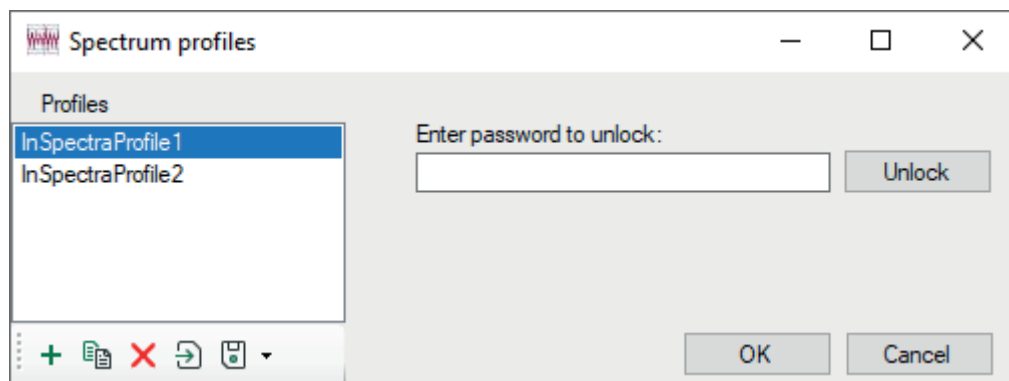 Spectrum profiles
Profiles
InSpectraProfile1
InSpectraProfile2
Enter password to unlock:
Unlock
OK
Cancel